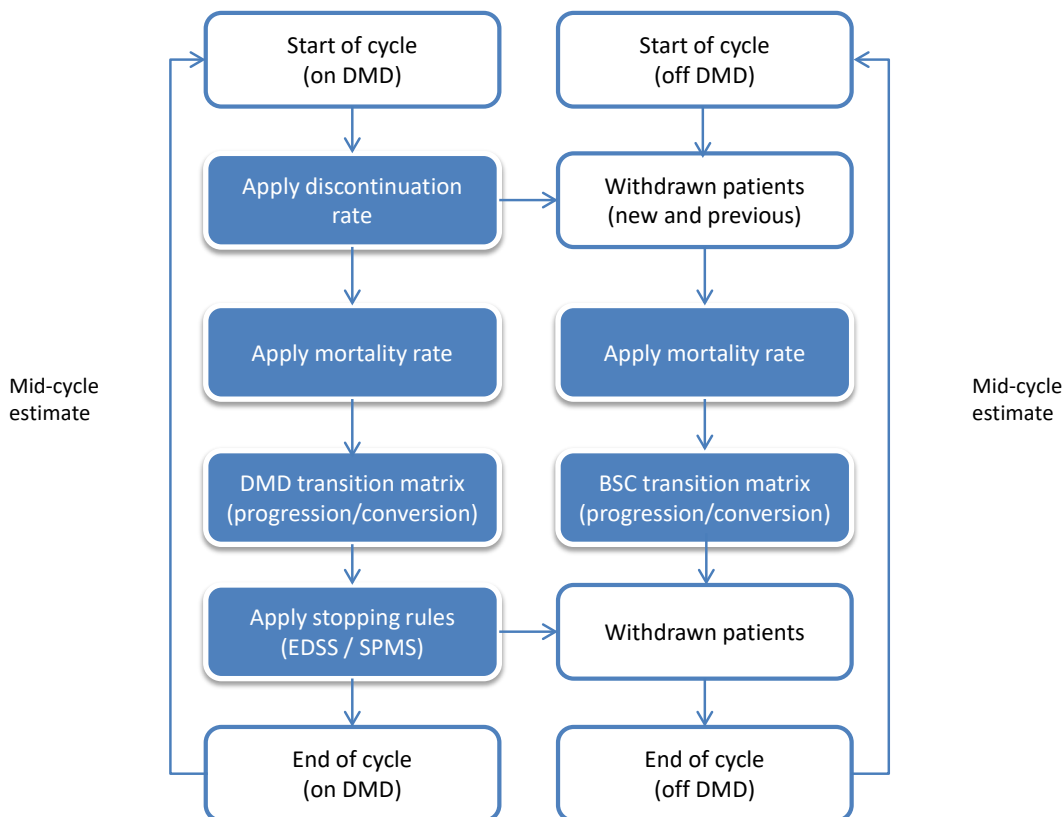 Start of cycle
(on DMD)
Start of cycle
(off DMD)
Apply discontinuation
rate
Withdrawn patients
(new and previous)
Apply mortality rate
Apply mortality rate
Mid-cycle
estimate
Mid-cycle
estimate
DMD transition matrix
(progression/conversion)
BSC transition matrix
(progression/conversion)
Apply stopping rules
(EDSS / SPMS)
Withdrawn patients
End of cycle
(on DMD)
End of cycle
(off DMD)